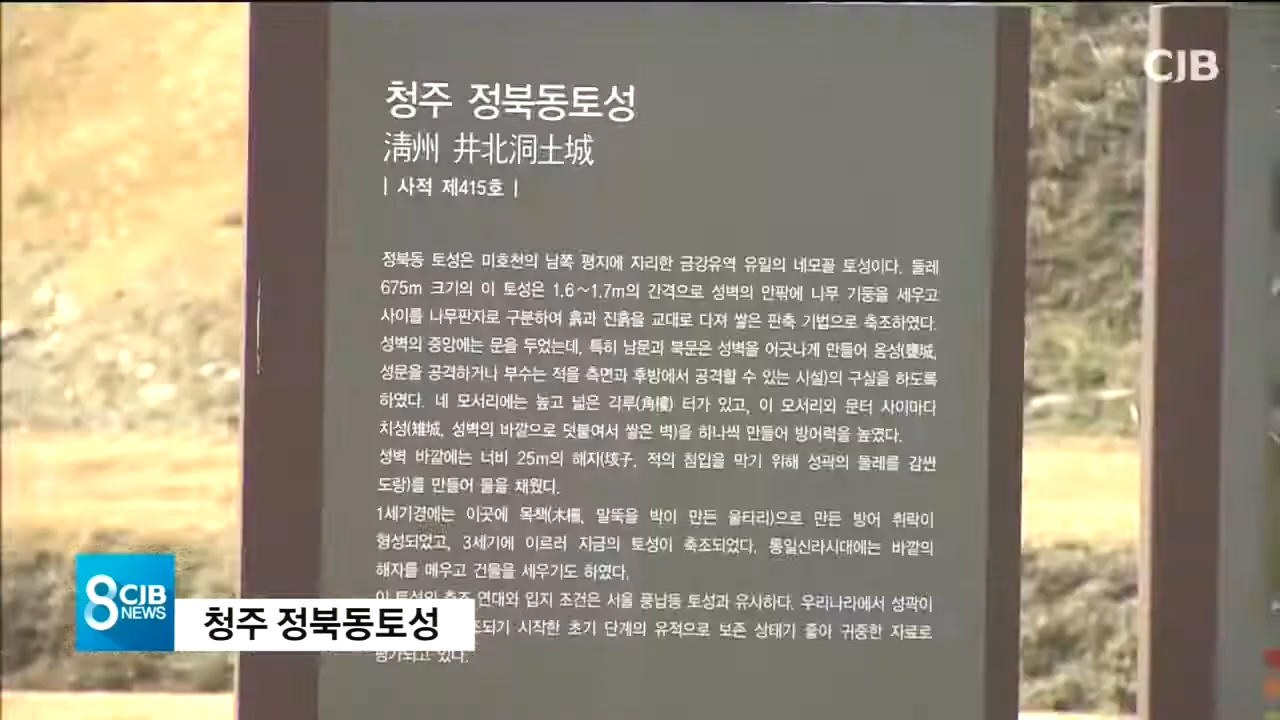 CJB
청주 정북동토성
淸州 井北洞土城
| 사적 제415호 |
정북동 토성은 미호천의 남쪽 평지에 자리한 금강유역 유일의 네모꼴 토성이다. 둘레
675m 크기의 이 토성은 1.6~1.7m의 간격으로 성벽의 안팎에 나무 기둥을 세우고
사이를 나무판자로 구분하여 흙과 진흙을 교대로 다져 쌓은 판축 기법으로 축조하였다.
성벽의 중앙에는 문을 두었는데, 특히 남문과 북문은 성벽을 어긋나게 만들어 옹성(甕城,
성문을 공격하거나 부수는 적을 측면과 후방에서 공격할 수 있는 시설)의 구실을 하도록
하였다. 네 모서리에는 높고 넓은 각루(角樓) 터가 있고, 이 모서리와 문터 사이마다
치성(雉城, 성벽의 바깥으로 덧붙여서 쌓은 벽)을 하나씩 만들어 방어력을 높였다.
성벽 바깥에는 너비 25m의 해자(垓子, 적의 침입을 막기 위해 성곽의 둘레를 감싼
도랑)를 만들어 물을 채웠다.
1세기경에는 이곳에 목책(木柵, 말뚝을 박아 만든 울타리)으로 만든 방어 취락이
형성되었고, 3세기에 이르러 지금의 토성이 축조되었다. 통일신라시대에는 바깥의
해자를 메우고 건물을 세우기도 하였다.
이 토성의 축조 연대와 입지 조건은 서울 풍납동 토성과 유사하다. 우리나라에서 성곽이
시작한 초기 단계의 유적으로 보존 상태가 좋아 귀중한 자료로
평가되고 있다.
8 CJB NEWS
청주 정북동토성